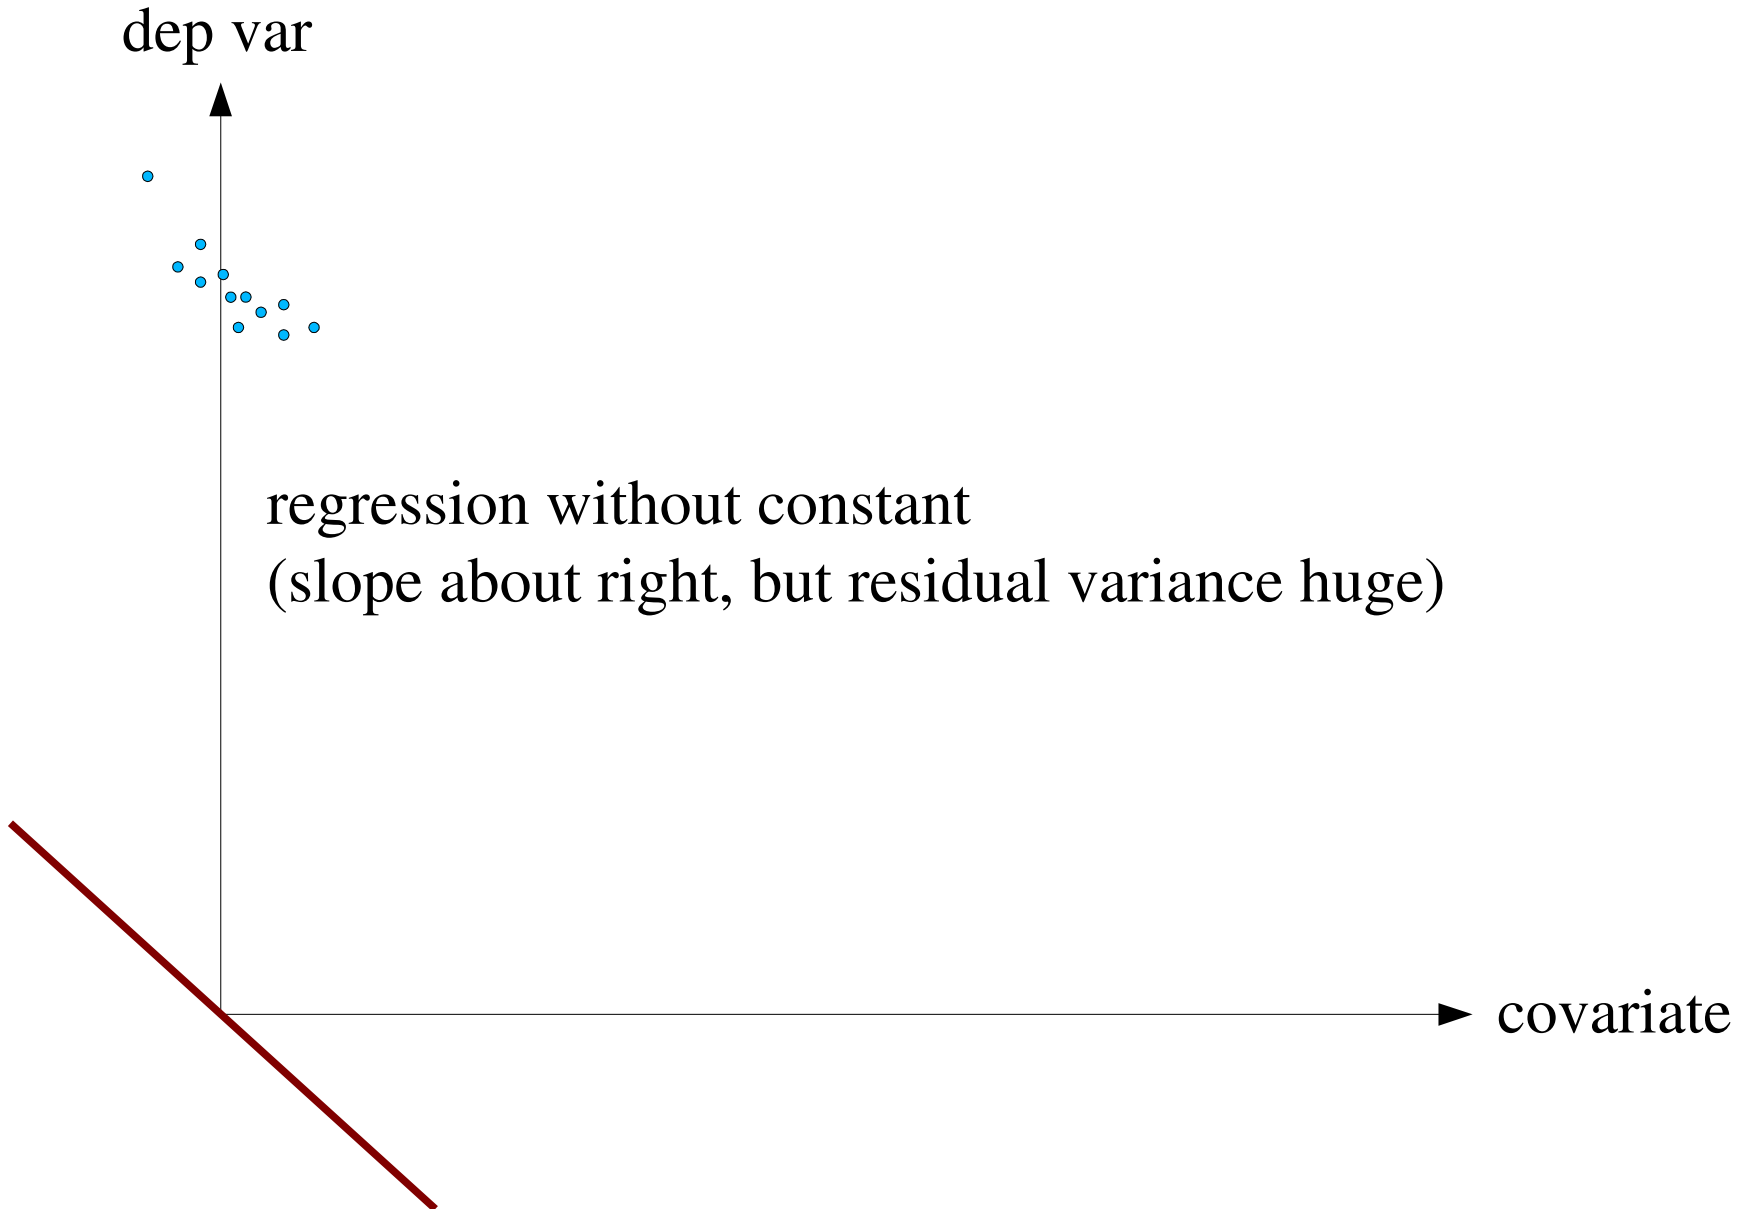 dep var
regression without constant
(slope about right, but residual variance huge)
covariate